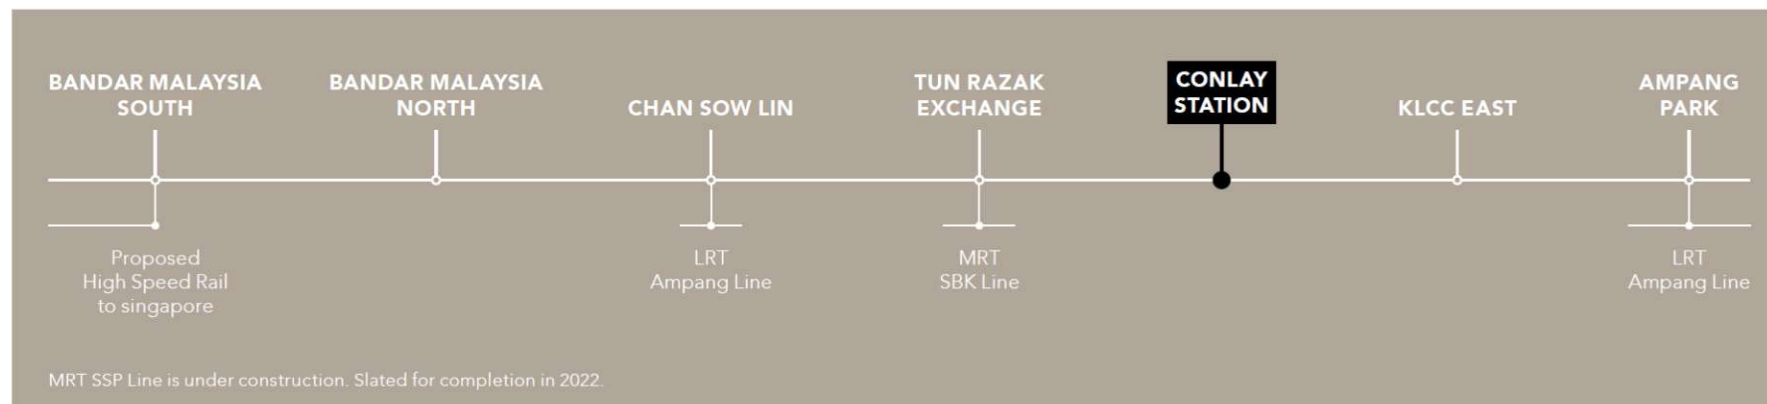 BANDAR MALAYSIA
SOUTH
BANDAR MALAYSIA
NORTH
CHAN SOW LIN
TUN RAZAK
EXCHANGE
CONLAY
STATION
KLCC EAST
AMPANG
PARK
Proposed
High Speed Rail
to singapore
LRT
Ampang Line
MRT
SBK Line
LRT
Ampang Line
MRT SSP Line is under construction. Slated for completion in 2022.